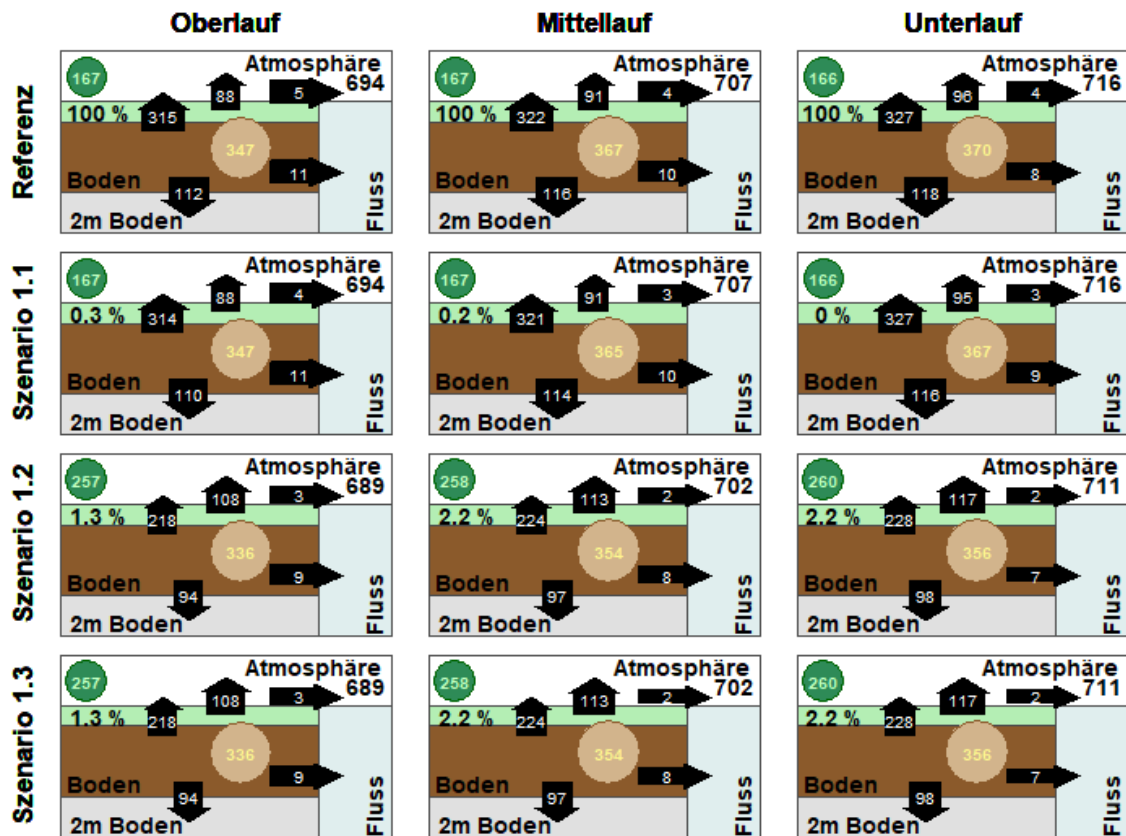 Oberlauf Mittellauf Unterlauf
Referenz
167 Atmosphäre
88 5 694
100 % 315
347
Boden 11
112
2m Boden Fluss
167 Atmosphäre
91 4 707
100 % 322
367
Boden 10
116
2m Boden Fluss
166 Atmosphäre
96 4 716
100 % 327
370
Boden 8
118
2m Boden Fluss
Szenario 1.1
167 Atmosphäre
88 4 694
0.3 % 314
347
Boden 11
110
2m Boden Fluss
167 Atmosphäre
91 3 707
0.2 % 321
365
Boden 10
114
2m Boden Fluss
166 Atmosphäre
95 3 716
0 % 327
367
Boden 9
116
2m Boden Fluss
Szenario 1.2
257 Atmosphäre
108 3 689
1.3 % 218
336
Boden 9
94
2m Boden Fluss
258 Atmosphäre
113 2 702
2.2 % 224
354
Boden 8
97
2m Boden Fluss
260 Atmosphäre
117 2 711
2.2 % 228
356
Boden 7
98
2m Boden Fluss
Szenario 1.3
257 Atmosphäre
108 3 689
1.3 % 218
336
Boden 9
94
2m Boden Fluss
258 Atmosphäre
113 2 702
2.2 % 224
354
Boden 8
97
2m Boden Fluss
260 Atmosphäre
117 2 711
2.2 % 228
356
Boden 7
98
2m Boden Fluss